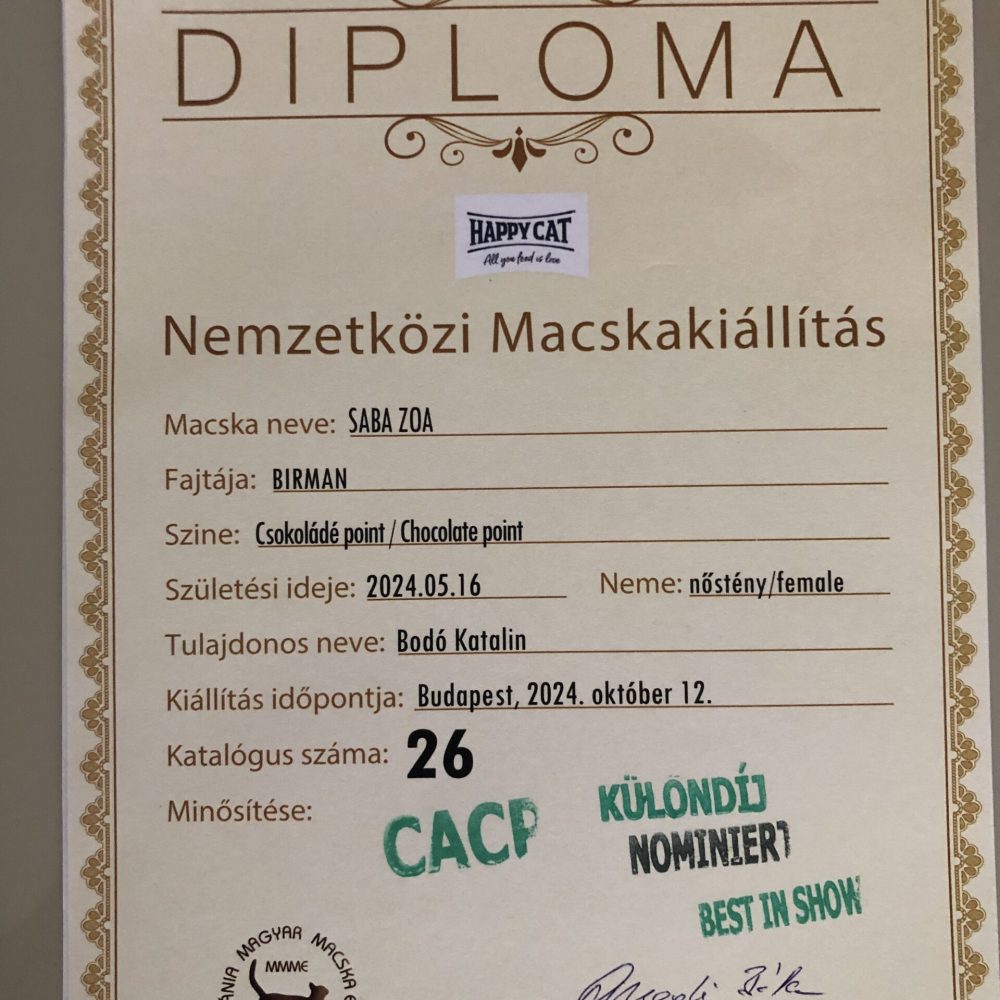 DIPLOMA
HAPPY CAT
All you feed is love
Nemzetközi Macskakiállítás
Macska neve: SABA ZOA
Fajtája: BIRMAN
Szine: Csokoládé point / Chocolate point
Születési ideje: 2024.05.16 Neme: nőstény/female
Tulajdonos neve: Bodó Katalin
Kiállítás időpontja: Budapest, 2024. október 12.
Katalógus száma: 26
Minősítése:
CACP
KÜLÖNDÍJ
NOMINIERT
BEST IN SHOW
MAGYAR MACSKA
MMME